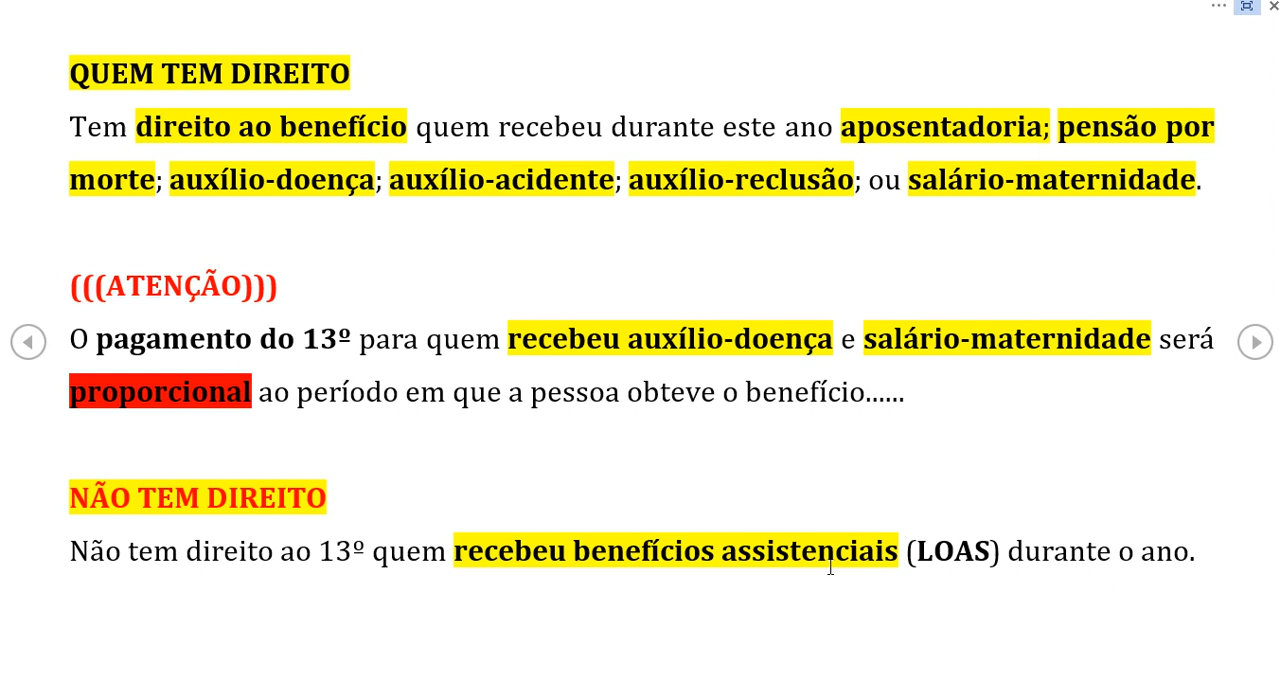 QUEM TEM DIREITO
Tem direito ao benefício quem recebeu durante este ano aposentadoria; pensão por
morte; auxílio-doença; auxílio-acidente; auxílio-reclusão; ou salário-maternidade.
(((ATENÇÃO)))
O pagamento do 13º para quem recebeu auxílio-doença e salário-maternidade será
proporcional ao período em que a pessoa obteve o benefício......
NÃO TEM DIREITO
Não tem direito ao 13º quem recebeu benefícios assistenciais (LOAS) durante o ano.